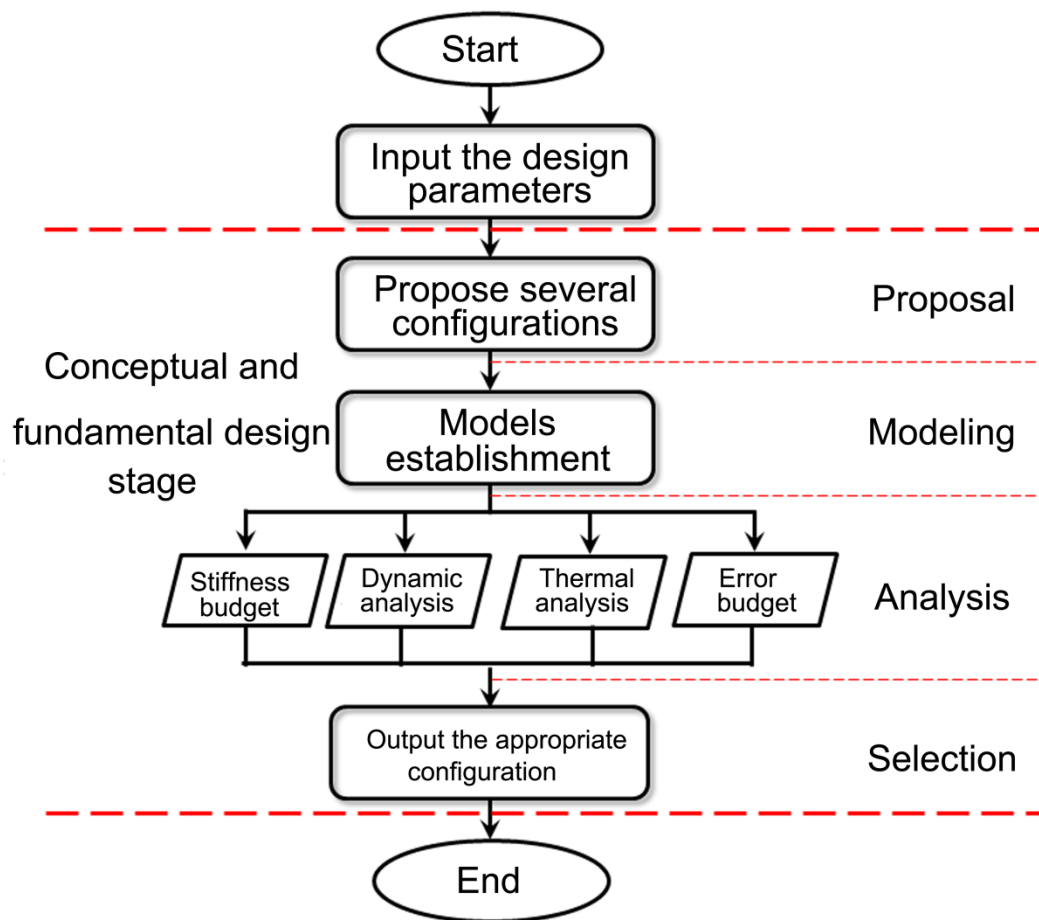 Start
Input the design
parameters
Propose several
configurations
Proposal
Conceptual and
fundamental design
stage
Models
establishment
Modeling
Stiffness
budget
Dynamic
analysis
Thermal
analysis
Error
budget
Analysis
Output the appropriate
configuration
Selection
End